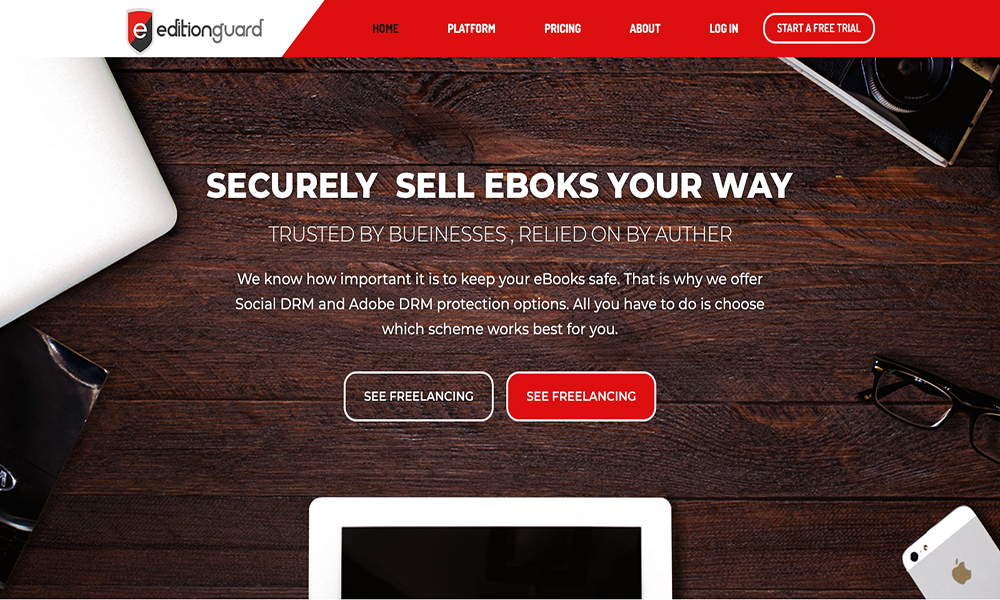 editionguard
HOME PLATFORM PRICING ABOUT LOG IN START A FREE TRIAL
SECURELY SELL EBOKS YOUR WAY
TRUSTED BY BUEINESSES , RELIED ON BY AUTHER
We know how important it is to keep your eBooks safe. That is why we offer
Social DRM and Adobe DRM protection options. All you have to do is choose
which scheme works best for you.
SEE FREELANCING SEE FREELANCING